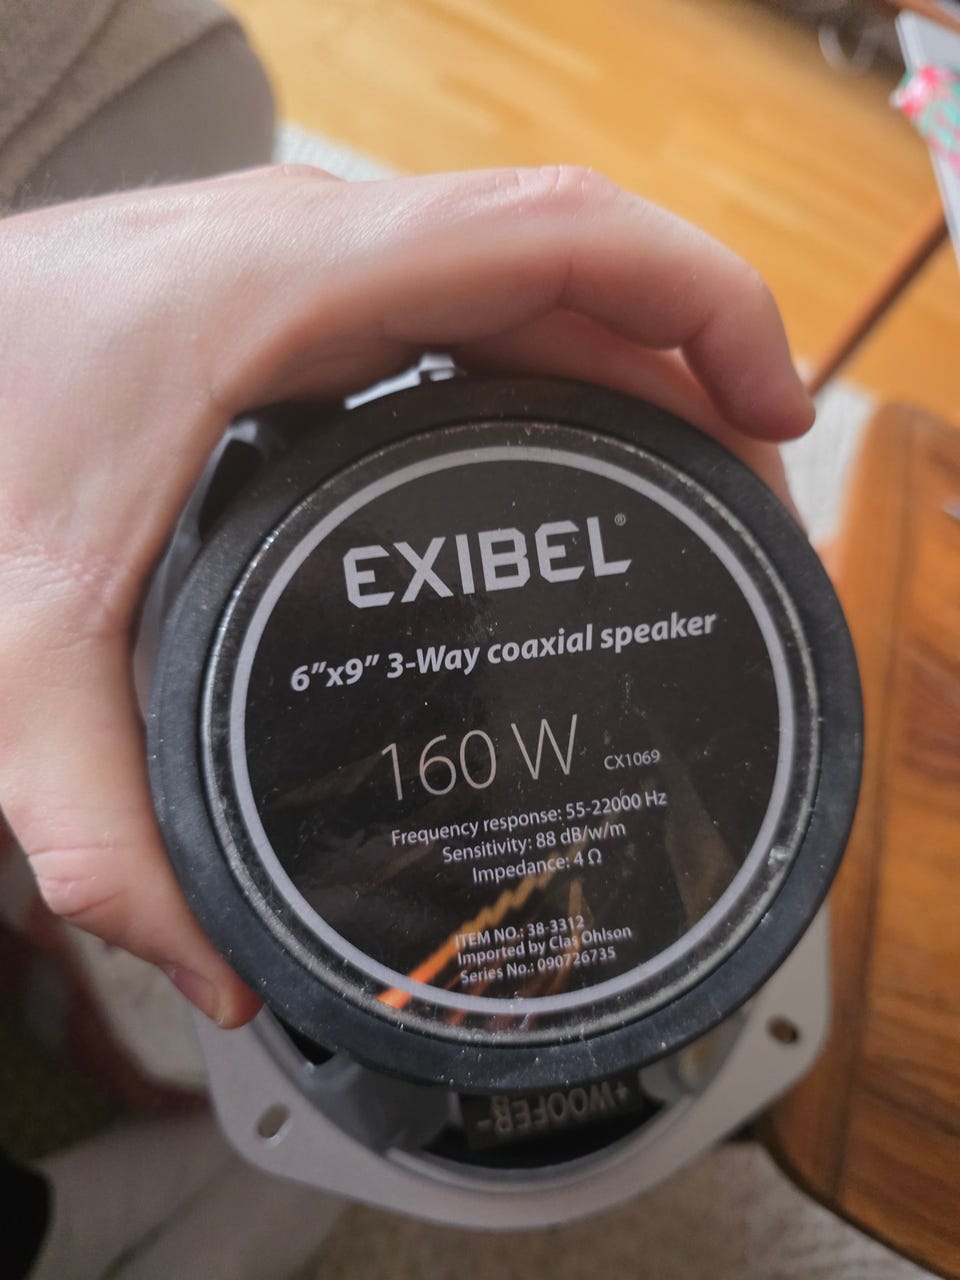 EXIBEL®
6"x9" 3-Way coaxial speaker
160 W CX1069
Frequency response: 55-22000 Hz
Sensitivity: 88 dB/w/m
Impedance: 4 Ω
ITEM NO.: 38-3312
Imported by Clas Ohlson
Series No.: 090726735
+WOOFER-